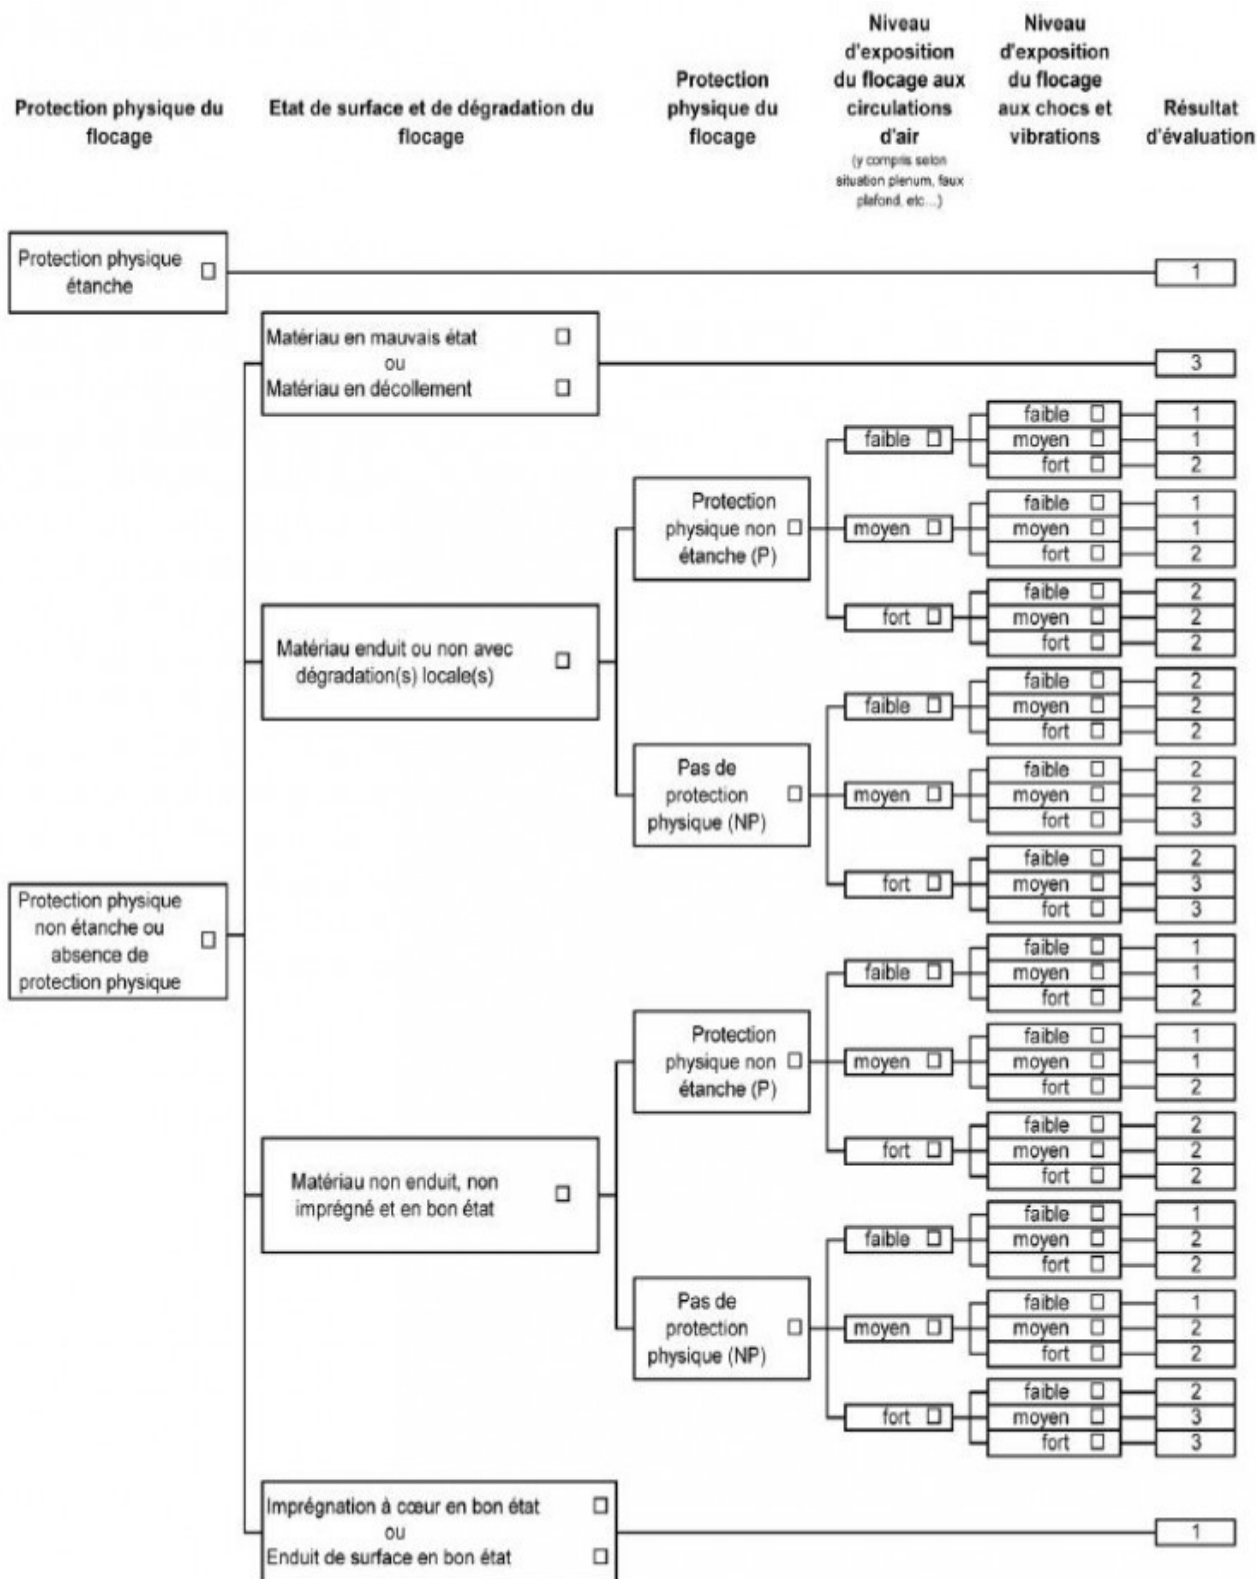 Protection physique du
flocage
Etat de surface et de dégradation du
flocage
Protection
physique du
flocage
Niveau
d'exposition
du flocage aux
circulations
d'air
(y compris selon
situation plenum, faux
plafond, etc...)
Niveau
d'exposition
du flocage
aux chocs et
vibrations
Résultat
d'évaluation
Protection physique
étanche
1
Matériau en mauvais état
ou
Matériau en décollement
3
Protection physique
non étanche ou
absence de
protection physique
Matériau enduit ou non avec
dégradation(s) locale(s)
Protection
physique non
étanche (P)
faible
faible 1
moyen 1
fort 2
moyen
faible 1
moyen 1
fort 2
fort
faible 2
moyen 2
fort 2
Pas de
protection
physique (NP)
faible
faible 2
moyen 2
fort 2
moyen
faible 2
moyen 2
fort 3
fort
faible 2
moyen 3
fort 3
Matériau non enduit, non
imprégné et en bon état
Protection
physique non
étanche (P)
faible
faible 1
moyen 1
fort 2
moyen
faible 1
moyen 1
fort 2
fort
faible 2
moyen 2
fort 2
Pas de
protection
physique (NP)
faible
faible 1
moyen 2
fort 2
moyen
faible 1
moyen 2
fort 2
fort
faible 2
moyen 3
fort 3
Imprégnation à cœur en bon état
ou
Enduit de surface en bon état
1